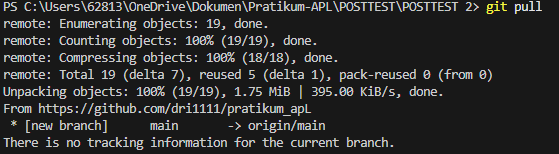 PS C:\Users\62813\OneDrive\Dokumen\Pratikum-APL\POSTTEST\POSTTEST 2> git pull
remote: Enumerating objects: 19, done.
remote: Counting objects: 100% (19/19), done.
remote: Compressing objects: 100% (18/18), done.
remote: Total 19 (delta 7), reused 5 (delta 1), pack-reused 0 (from 0)
Unpacking objects: 100% (19/19), 1.75 MiB | 395.00 KiB/s, done.
From https://github.com/dri1111/pratikum_apL
 * [new branch]      main       -> origin/main
There is no tracking information for the current branch.